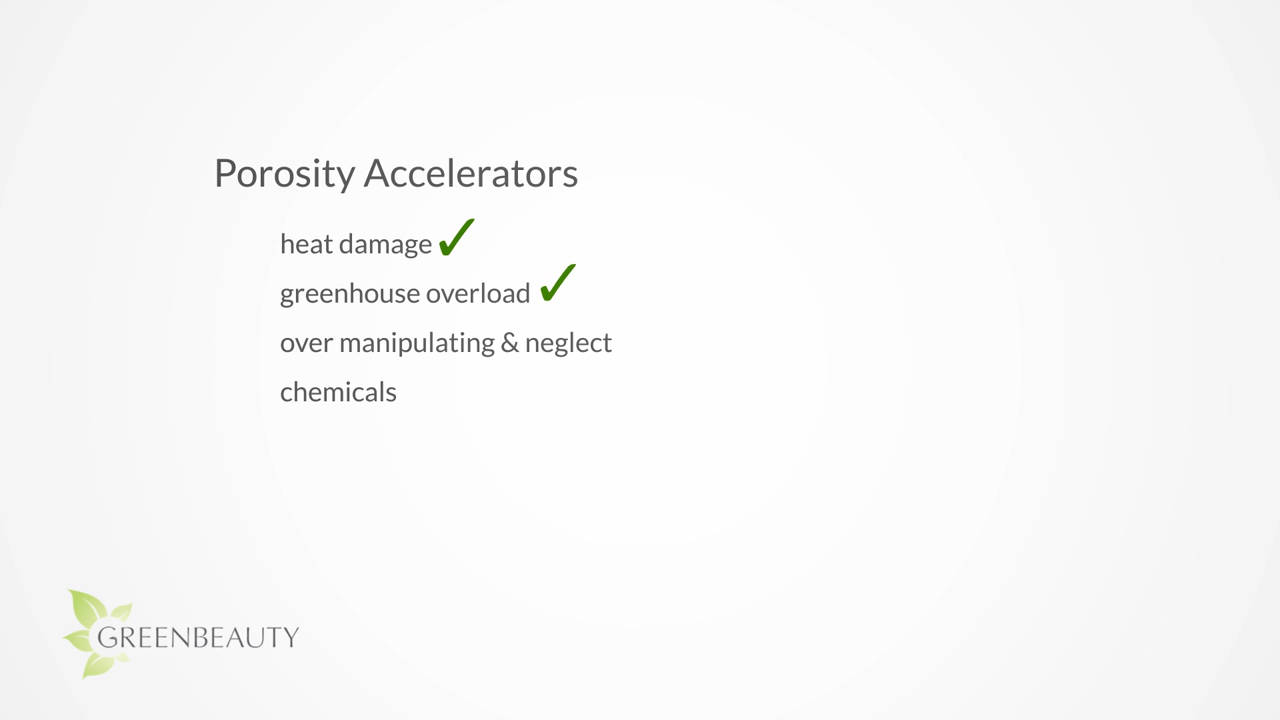 Porosity Accelerators
heat damage ✓
greenhouse overload ✓
over manipulating & neglect
chemicals
GREENBEAUTY